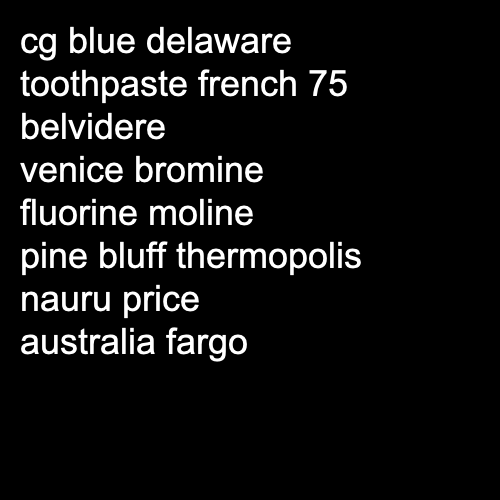 cg blue delaware
toothpaste french 75
belvidere
venice bromine
fluorine moline
pine bluff thermopolis
nauru price
australia fargo